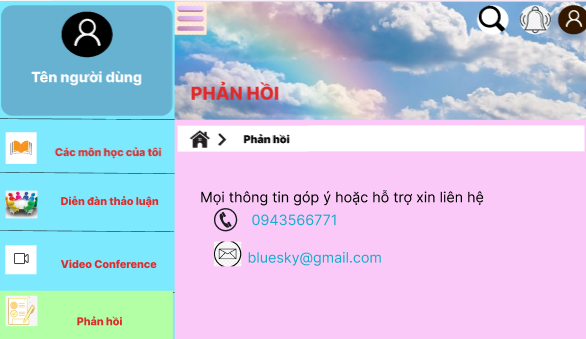 Tên người dùng
Các môn học của tôi
Diễn đàn thảo luận
Video Conference
Phản hồi
PHẢN HỒI
Phản hồi
Mọi thông tin góp ý hoặc hỗ trợ xin liên hệ
0943566771
bluesky@gmail.com